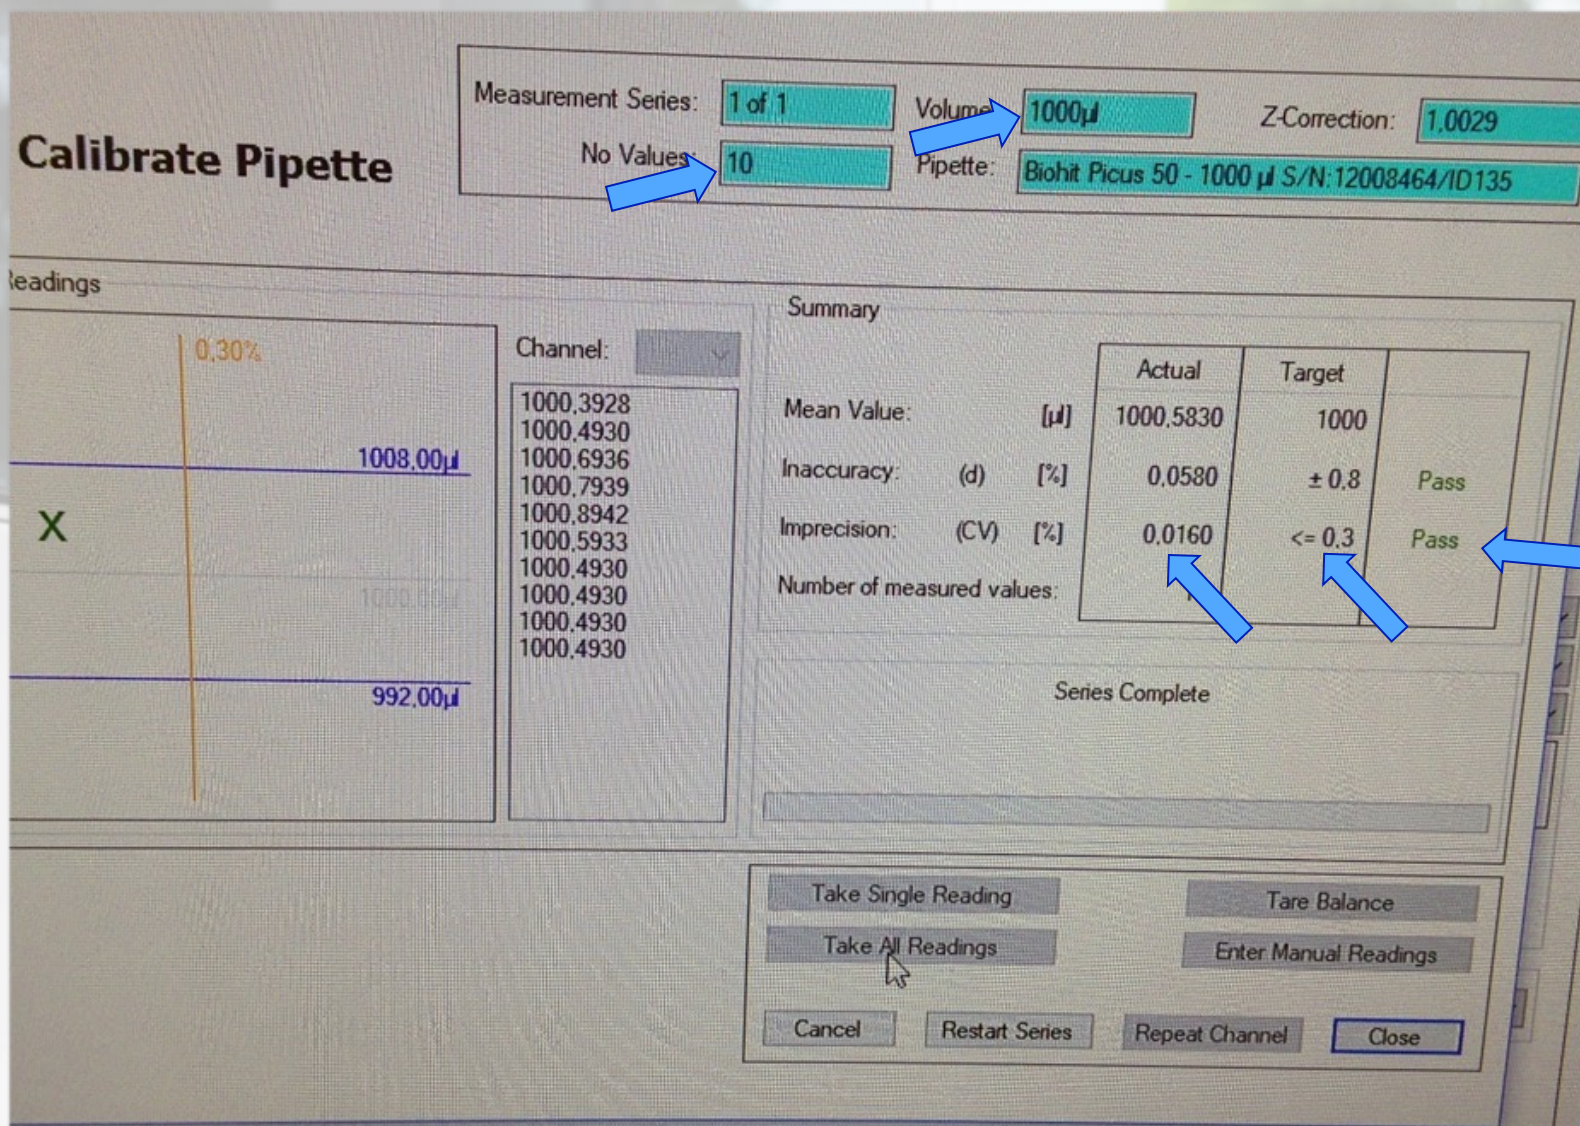 Measurement Series: 1 of 1 Volume 1000µl Z-Correction: 1,0029
Calibrate Pipette
No Values: 10 Pipette: Biohit Picus 50 - 1000 µl S/N:12008464/ID135
Readings
0,30%
1008,00µl
X
1000,00µl
992,00µl
Channel:
1000,3928
1000,4930
1000,6936
1000,7939
1000,8942
1000,5933
1000,4930
1000,4930
1000,4930
1000,4930
Summary
Actual Target
Mean Value: [µl] 1000,5830 1000
Inaccuracy: (d) [%] 0,0580 ± 0,8 Pass
Imprecision: (CV) [%] 0,0160 <= 0,3 Pass
Number of measured values:
Series Complete
Take Single Reading Tare Balance
Take All Readings Enter Manual Readings
Cancel Restart Series Repeat Channel Close